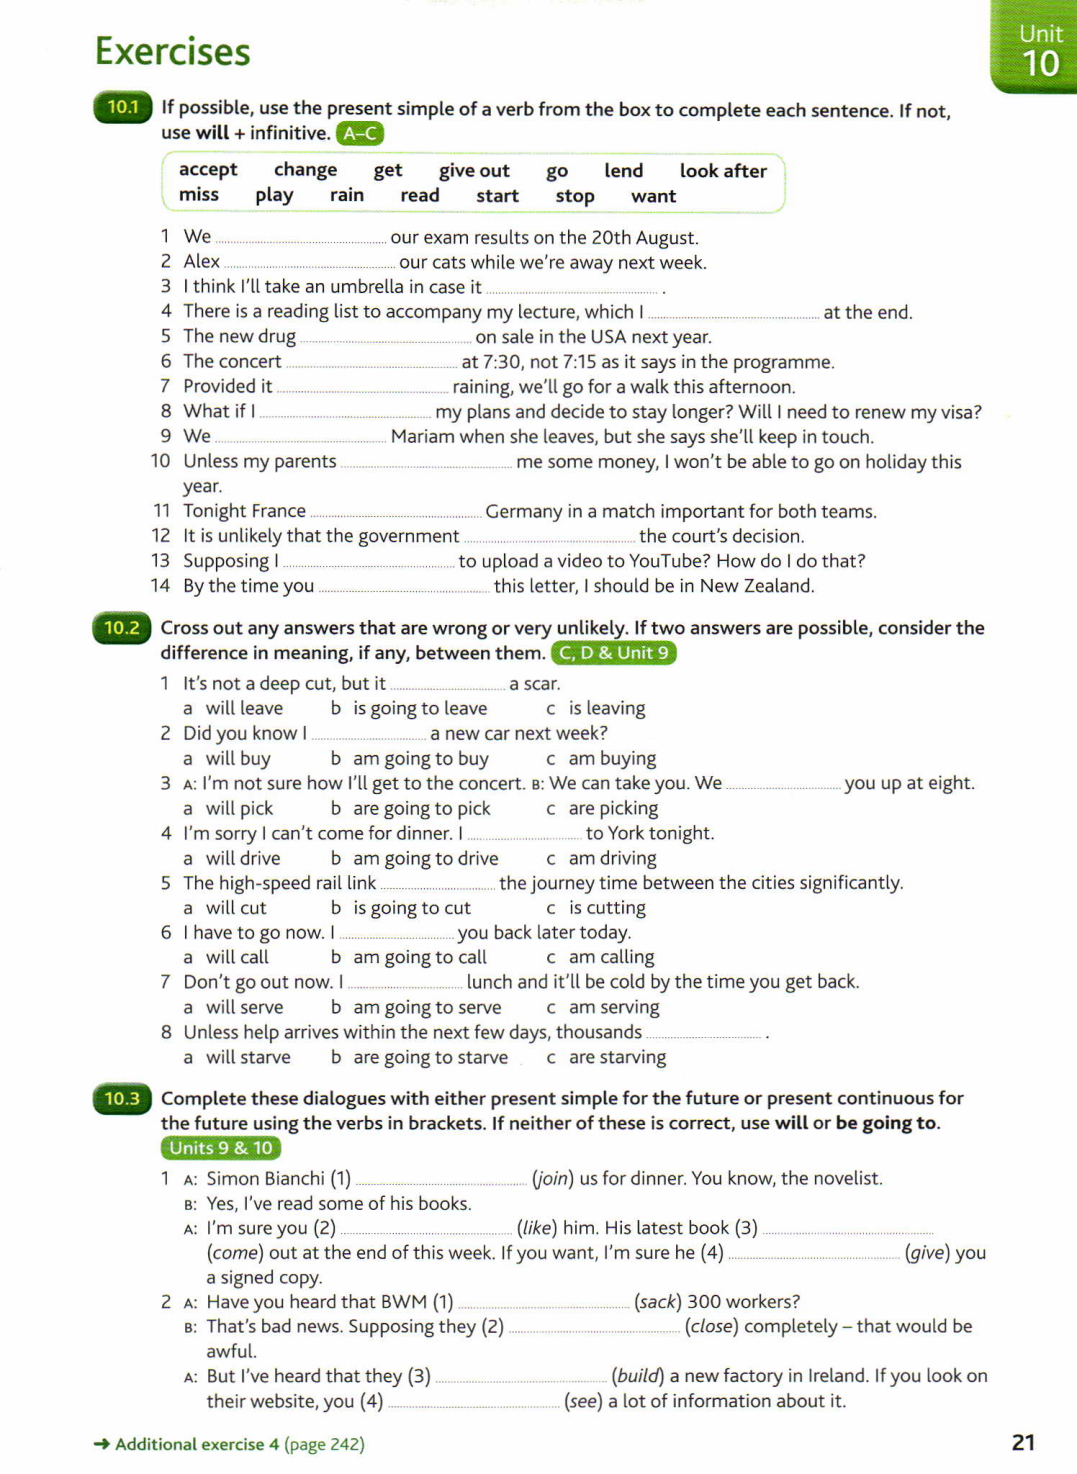 Exercises
Unit
10
10.1 If possible, use the present simple of a verb from the box to complete each sentence. If not,
use will + infinitive. A–C
accept change get give out go lend look after
miss play rain read start stop want
1 We .................... our exam results on the 20th August.
2 Alex .................... our cats while we're away next week.
3 I think I'll take an umbrella in case it .................... .
4 There is a reading list to accompany my lecture, which I .................... at the end.
5 The new drug .................... on sale in the USA next year.
6 The concert .................... at 7:30, not 7:15 as it says in the programme.
7 Provided it .................... raining, we'll go for a walk this afternoon.
8 What if I .................... my plans and decide to stay longer? Will I need to renew my visa?
9 We .................... Mariam when she leaves, but she says she'll keep in touch.
10 Unless my parents .................... me some money, I won't be able to go on holiday this
year.
11 Tonight France .................... Germany in a match important for both teams.
12 It is unlikely that the government .................... the court's decision.
13 Supposing I .................... to upload a video to YouTube? How do I do that?
14 By the time you .................... this letter, I should be in New Zealand.
10.2 Cross out any answers that are wrong or very unlikely. If two answers are possible, consider the
difference in meaning, if any, between them. C, D & Unit 9
1 It's not a deep cut, but it .................... a scar.
a will leave b is going to leave c is leaving
2 Did you know I .................... a new car next week?
a will buy b am going to buy c am buying
3 A: I'm not sure how I'll get to the concert. B: We can take you. We .................... you up at eight.
a will pick b are going to pick c are picking
4 I'm sorry I can't come for dinner. I .................... to York tonight.
a will drive b am going to drive c am driving
5 The high-speed rail link .................... the journey time between the cities significantly.
a will cut b is going to cut c is cutting
6 I have to go now. I .................... you back later today.
a will call b am going to call c am calling
7 Don't go out now. I .................... lunch and it'll be cold by the time you get back.
a will serve b am going to serve c am serving
8 Unless help arrives within the next few days, thousands .................... .
a will starve b are going to starve c are starving
10.3 Complete these dialogues with either present simple for the future or present continuous for
the future using the verbs in brackets. If neither of these is correct, use will or be going to.
Units 9 & 10
1 A: Simon Bianchi (1) .................... (join) us for dinner. You know, the novelist.
B: Yes, I've read some of his books.
A: I'm sure you (2) .................... (like) him. His latest book (3) ....................
(come) out at the end of this week. If you want, I'm sure he (4) .................... (give) you
a signed copy.
2 A: Have you heard that BWM (1) .................... (sack) 300 workers?
B: That's bad news. Supposing they (2) .................... (close) completely – that would be
awful.
A: But I've heard that they (3) .................... (build) a new factory in Ireland. If you look on
their website, you (4) .................... (see) a lot of information about it.
➜ Additional exercise 4 (page 242)
21